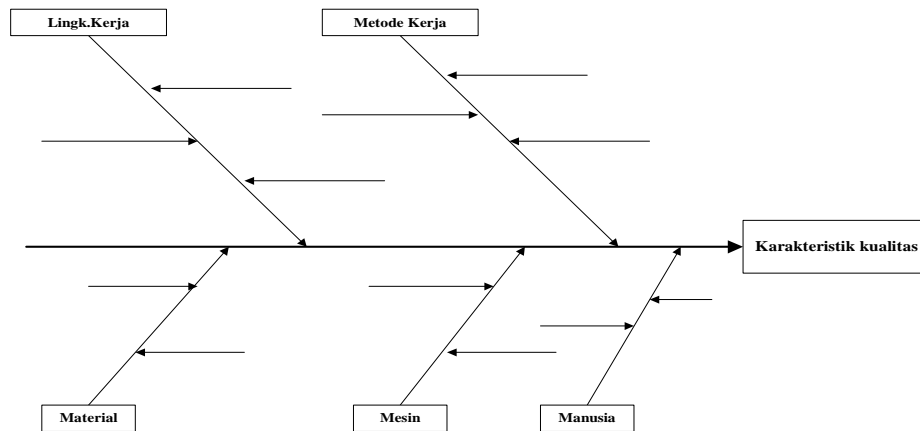 Lingk.Kerja
Metode Kerja
Karakteristik kualitas
Material
Mesin
Manusia